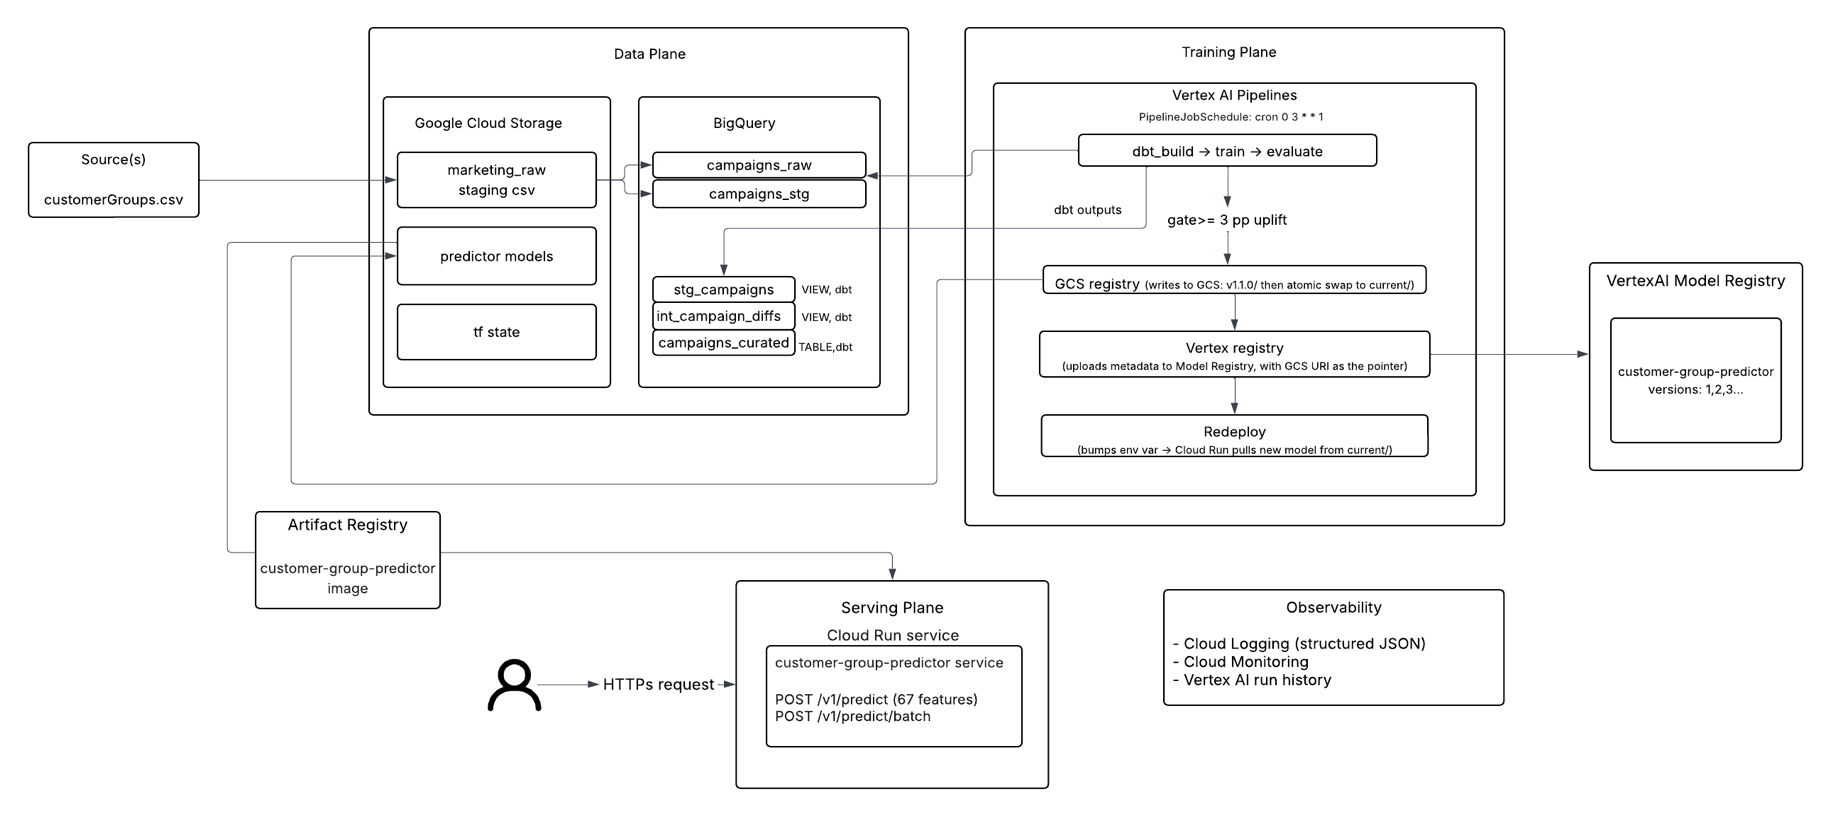 Data Plane
Training Plane
Source(s)
customerGroups.csv
Google Cloud Storage
marketing_raw
staging csv
predictor models
tf state
BigQuery
campaigns_raw
campaigns_stg
stg_campaigns
VIEW, dbt
int_campaign_diffs
VIEW, dbt
campaigns_curated
TABLE,dbt
dbt outputs
Vertex AI Pipelines
PipelineJobSchedule: cron 0 3 * * 1
dbt_build → train → evaluate
gate>= 3 pp uplift
GCS registry (writes to GCS: v1.1.0/ then atomic swap to current/)
Vertex registry
(uploads metadata to Model Registry, with GCS URI as the pointer)
Redeploy
(bumps env var → Cloud Run pulls new model from current/)
VertexAI Model Registry
customer-group-predictor
versions: 1,2,3...
Artifact Registry
customer-group-predictor
image
HTTPs request
Serving Plane
Cloud Run service
customer-group-predictor service
POST /v1/predict (67 features)
POST /v1/predict/batch
Observability
- Cloud Logging (structured JSON)
- Cloud Monitoring
- Vertex AI run history